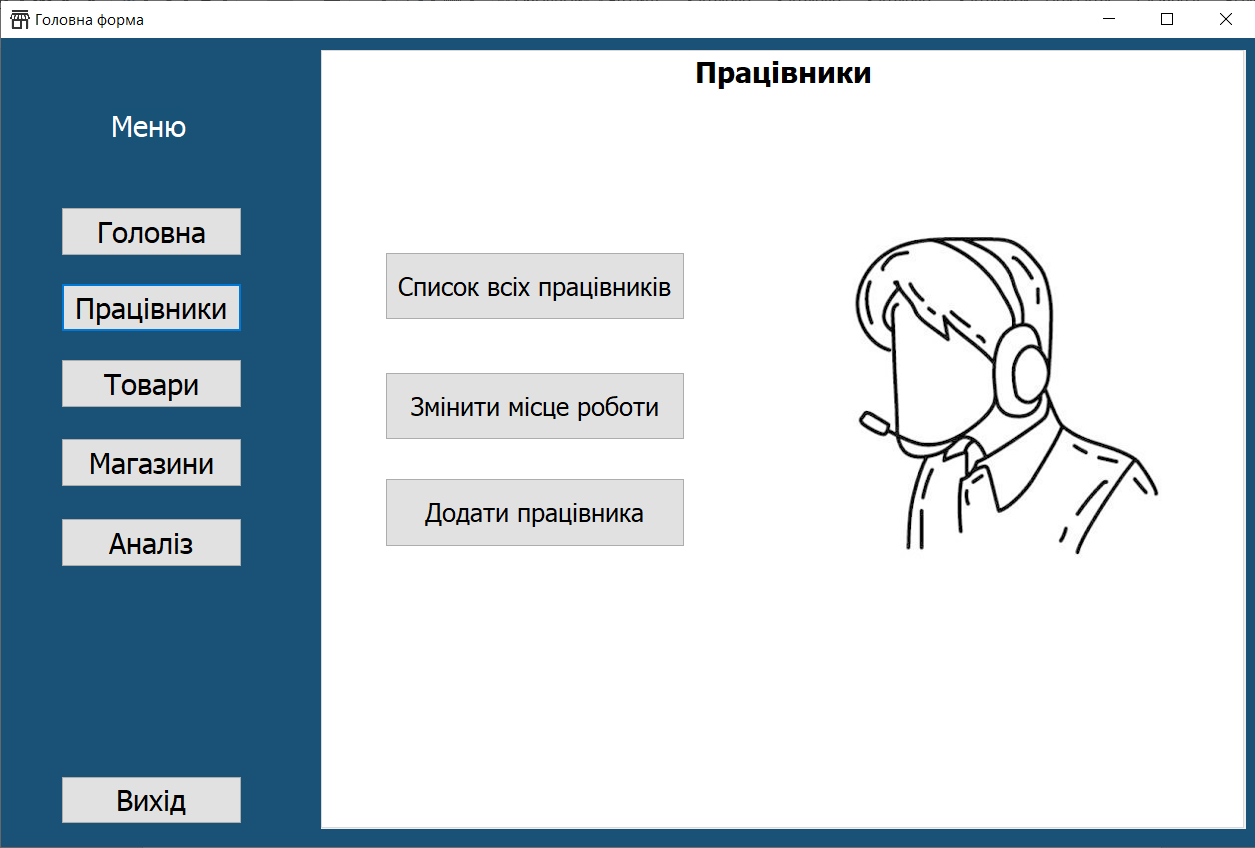 Головна форма
Працівники
Меню
Головна
Працівники
Товари
Магазини
Аналіз
Вихід
Список всіх працівників
Змінити місце роботи
Додати працівника